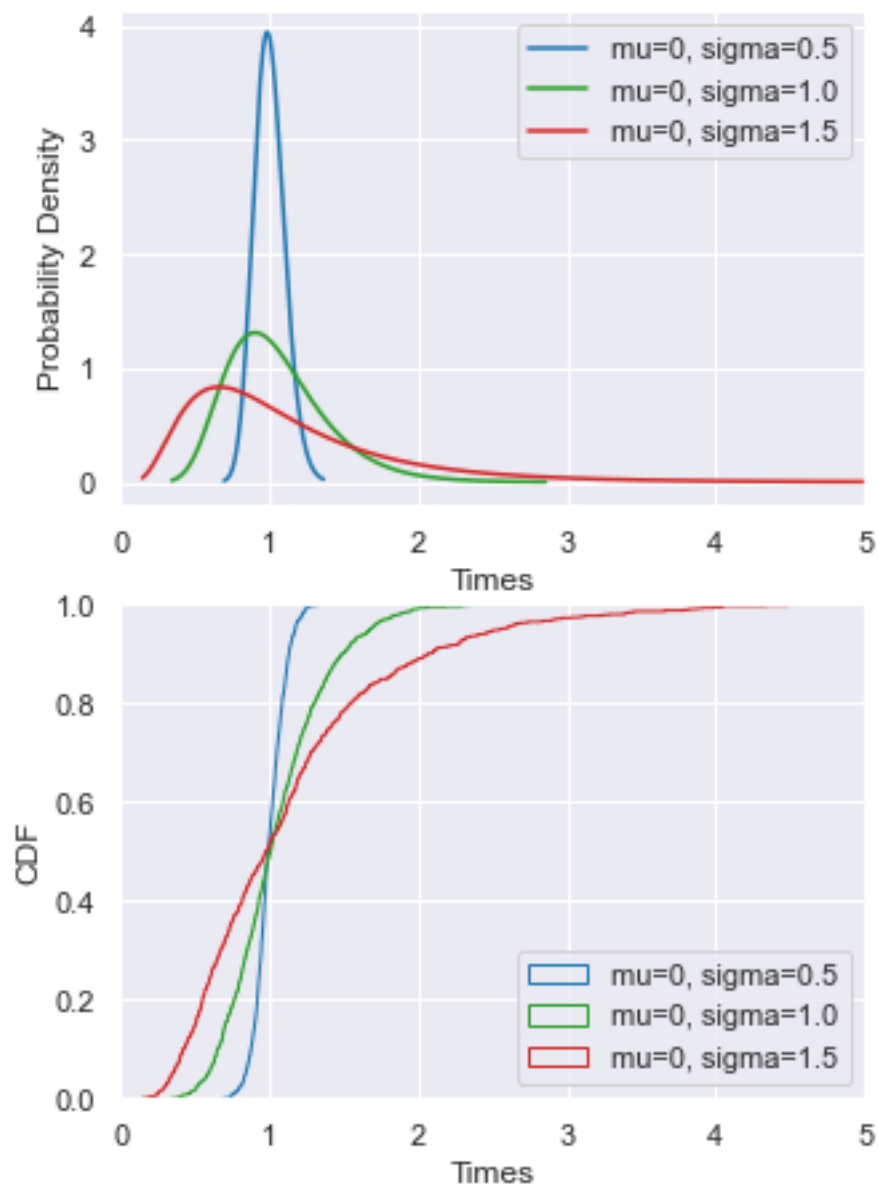 4
mu=0, sigma=0.5
mu=0, sigma=1.0
3
mu=0, sigma=1.5
Probability Density
2
1
0
0 1 2 3 4 5
Times
1.0
0.8
0.6
CDF
0.4
mu=0, sigma=0.5
0.2
mu=0, sigma=1.0
mu=0, sigma=1.5
0.0
0 1 2 3 4 5
Times